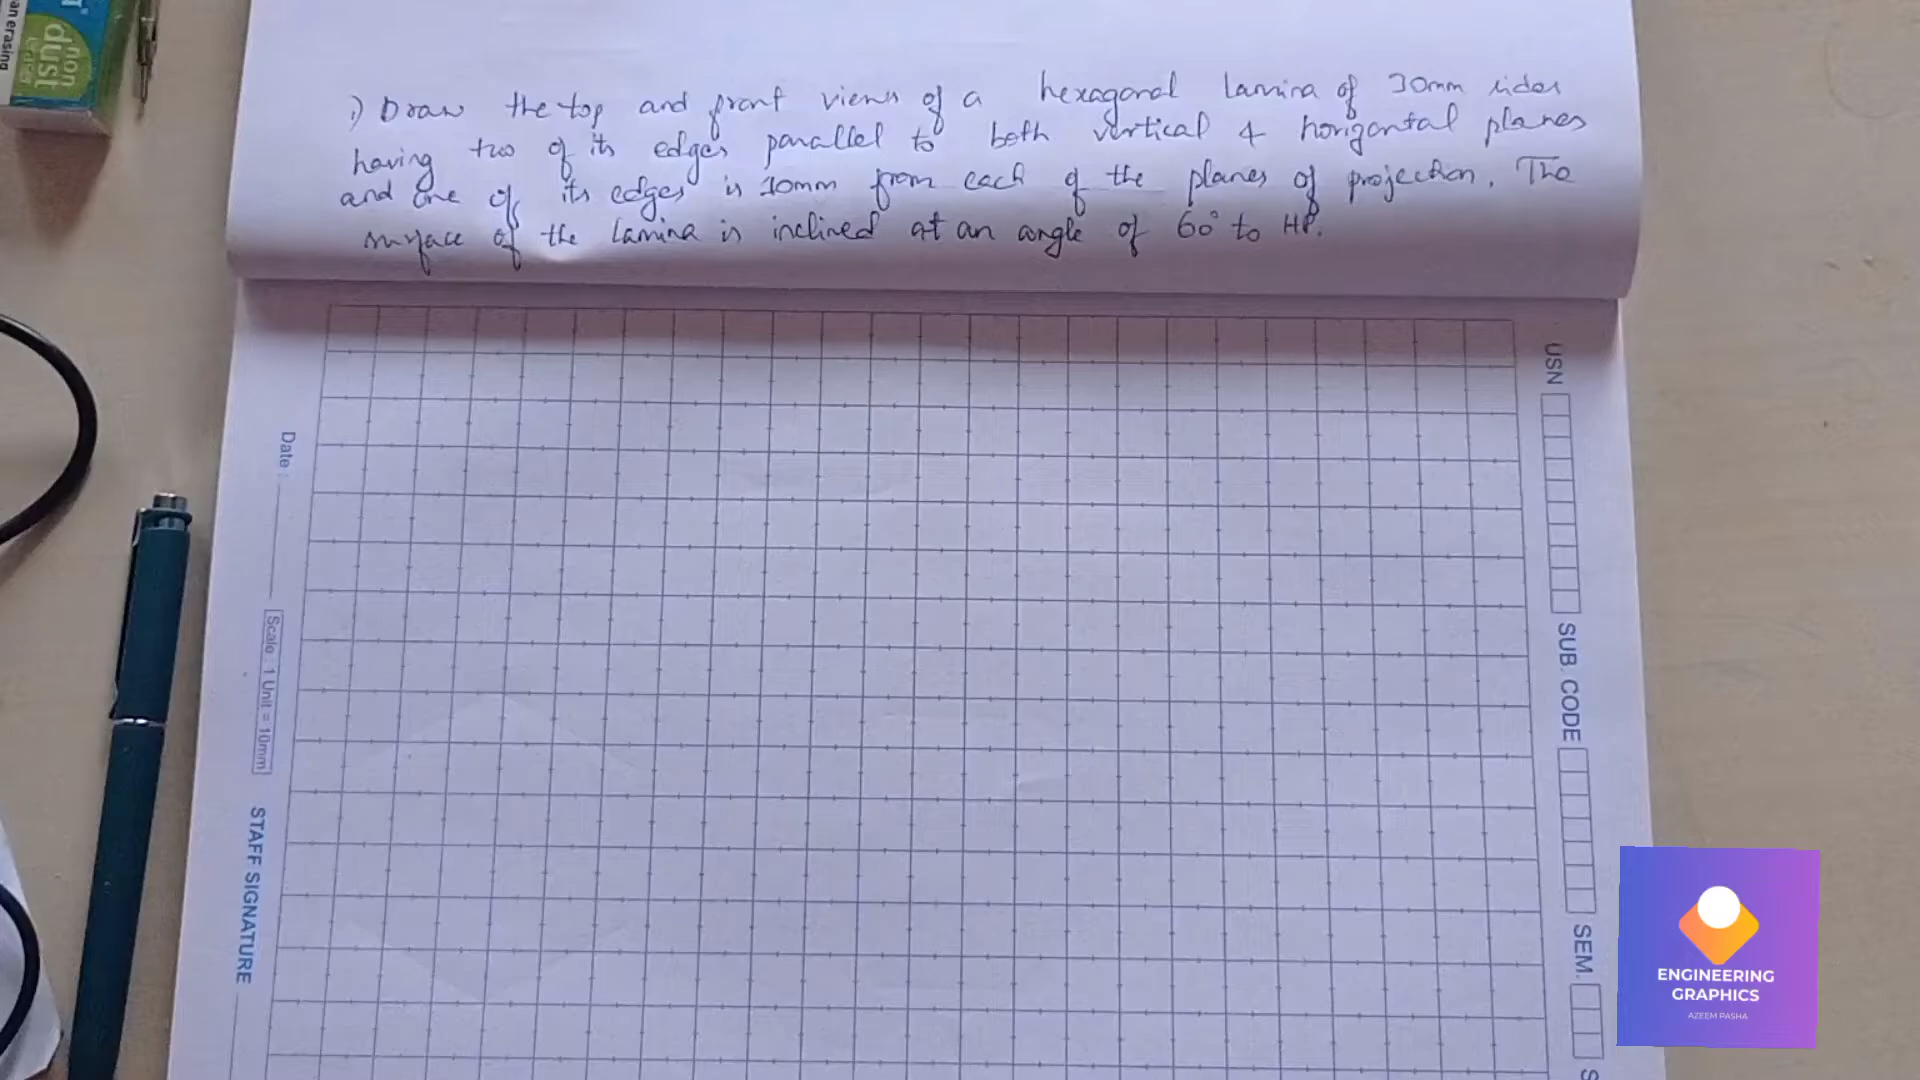 1) Draw the top and front views of a hexagonal lamina of 30mm sides
having two of its edges parallel to both vertical & horizontal planes
and one of its edges is 10mm from each of the planes of projection. The
surface of the lamina is inclined at an angle of 60° to HP.
non
dust
an erasing
USN
SUB. CODE
SEM.
Date :
Scale : 1 Unit = 10mm
STAFF SIGNATURE
ENGINEERING
GRAPHICS
AZEEM PASHA